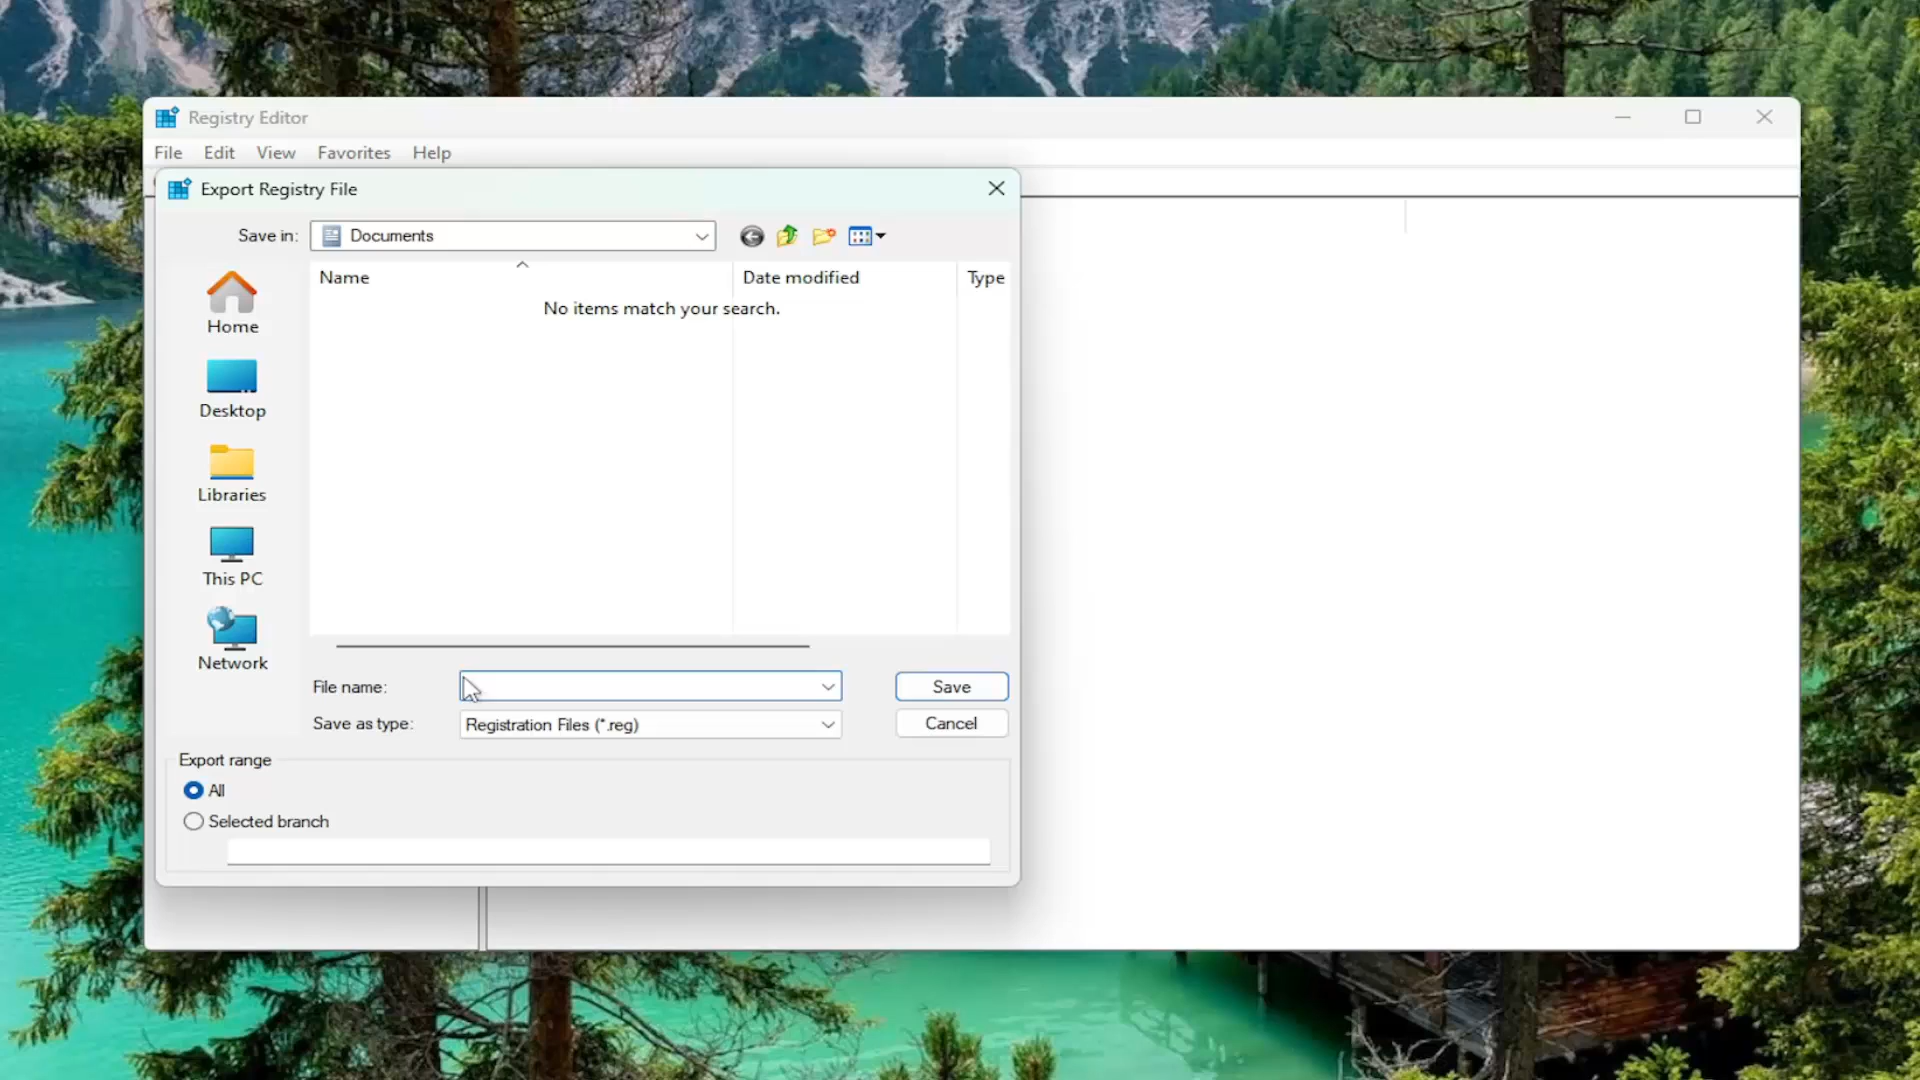 Registry Editor
File Edit View Favorites Help
Export Registry File
Save in: Documents
Name Date modified Type
No items match your search.
Home
Desktop
Libraries
This PC
Network
File name: Save
Save as type: Registration Files (*.reg) Cancel
Export range
All
Selected branch